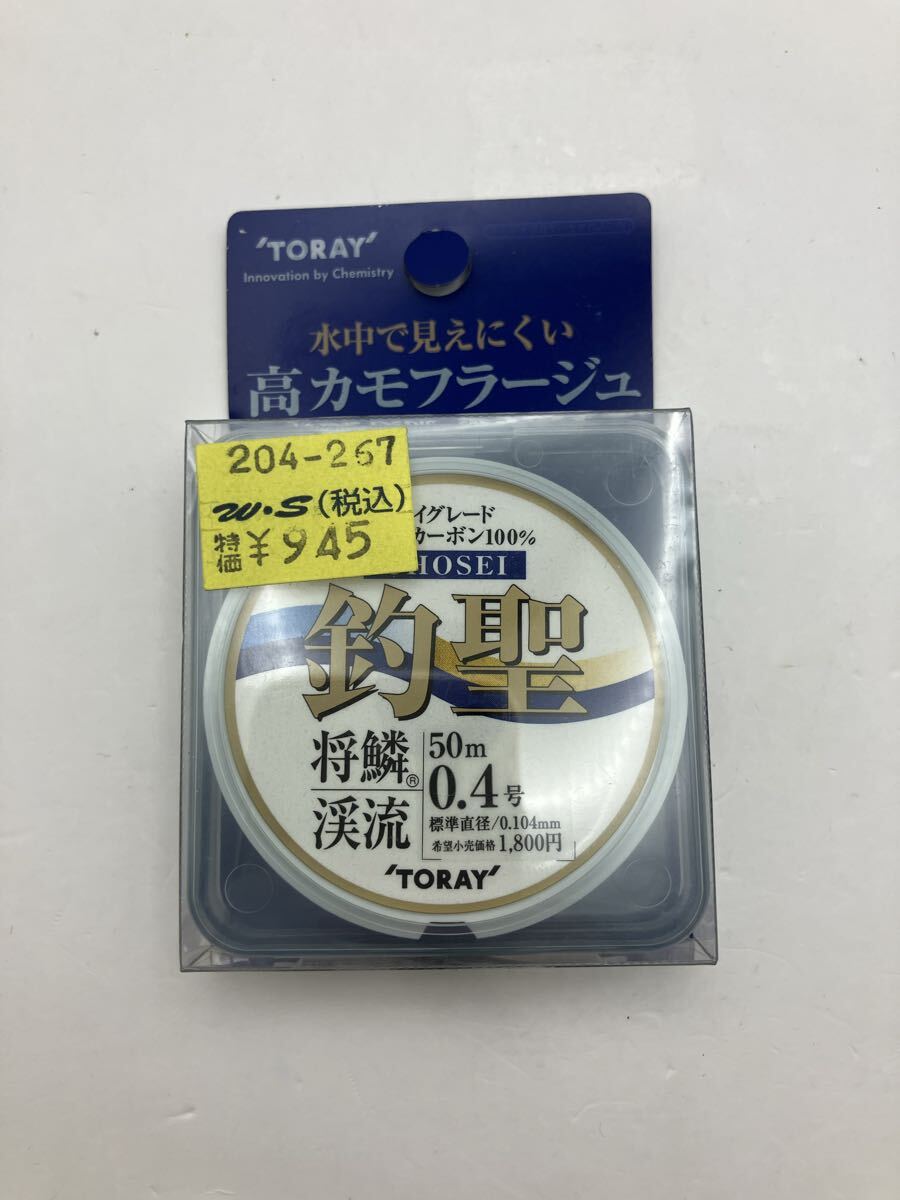 'TORAY'
Innovation by Chemistry
水中で見えにくい
高カモフラージュ
204-267
W・S(税込)
特価 ¥945
イグレード
カーボン100%
HOSEI
釣聖
将鱗®
渓流
50m
0.4号
標準直径/0.104mm
希望小売価格1,800円
'TORAY'